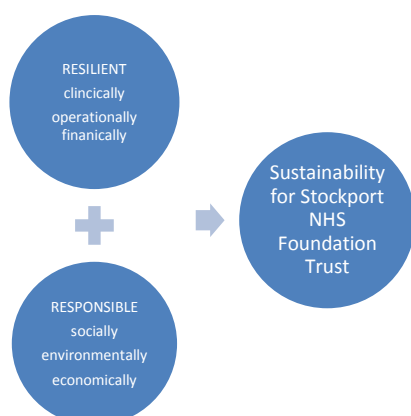 RESILIENT
clincically
operationally
finanically
RESPONSIBLE
socially
environmentally
economically
Sustainability
for Stockport
NHS
Foundation
Trust